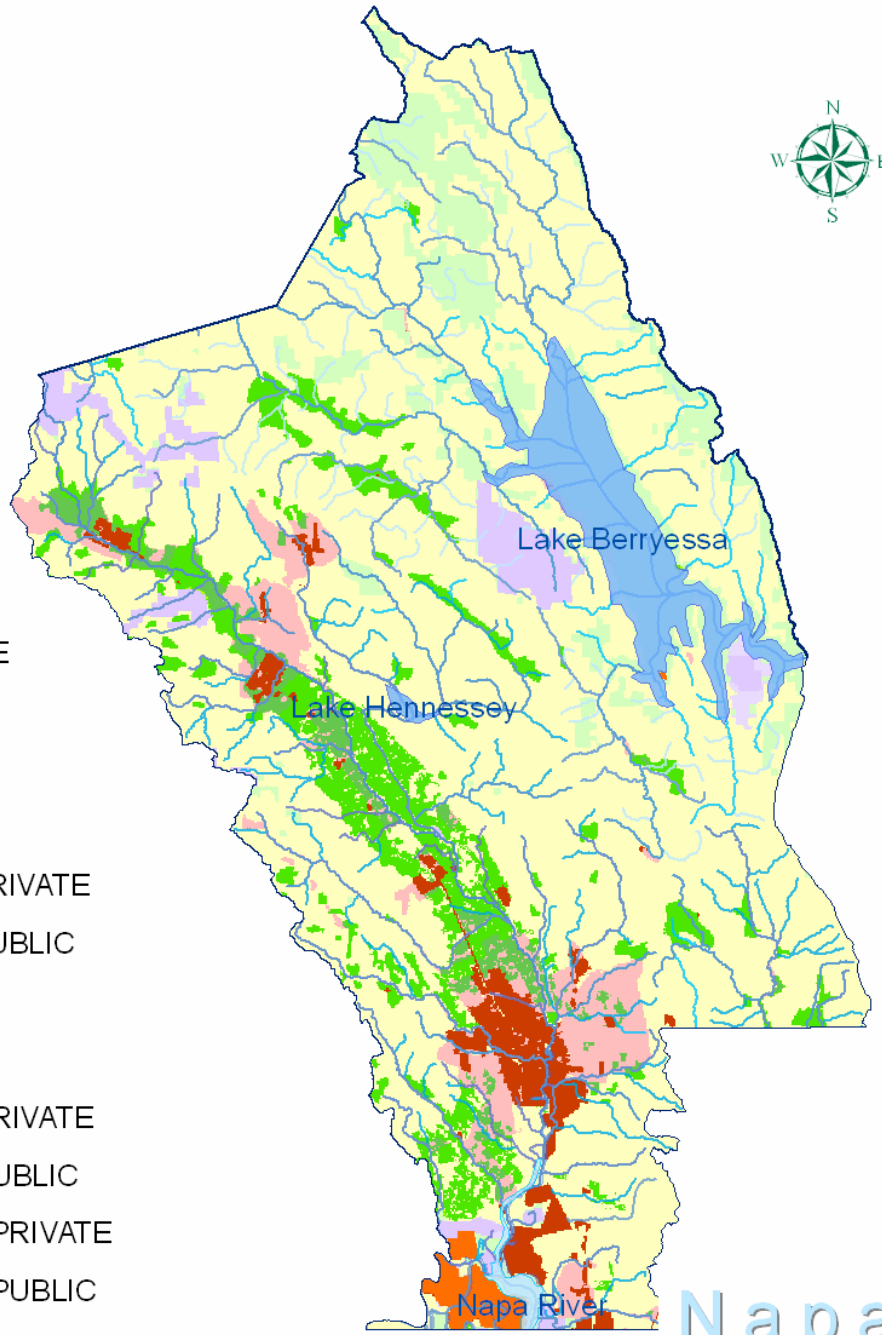 N
W E
S
Lake Berryessa
E
Lake Hennessey
RIVATE
UBLIC
RIVATE
UBLIC
PRIVATE
PUBLIC
Napa River
Napa